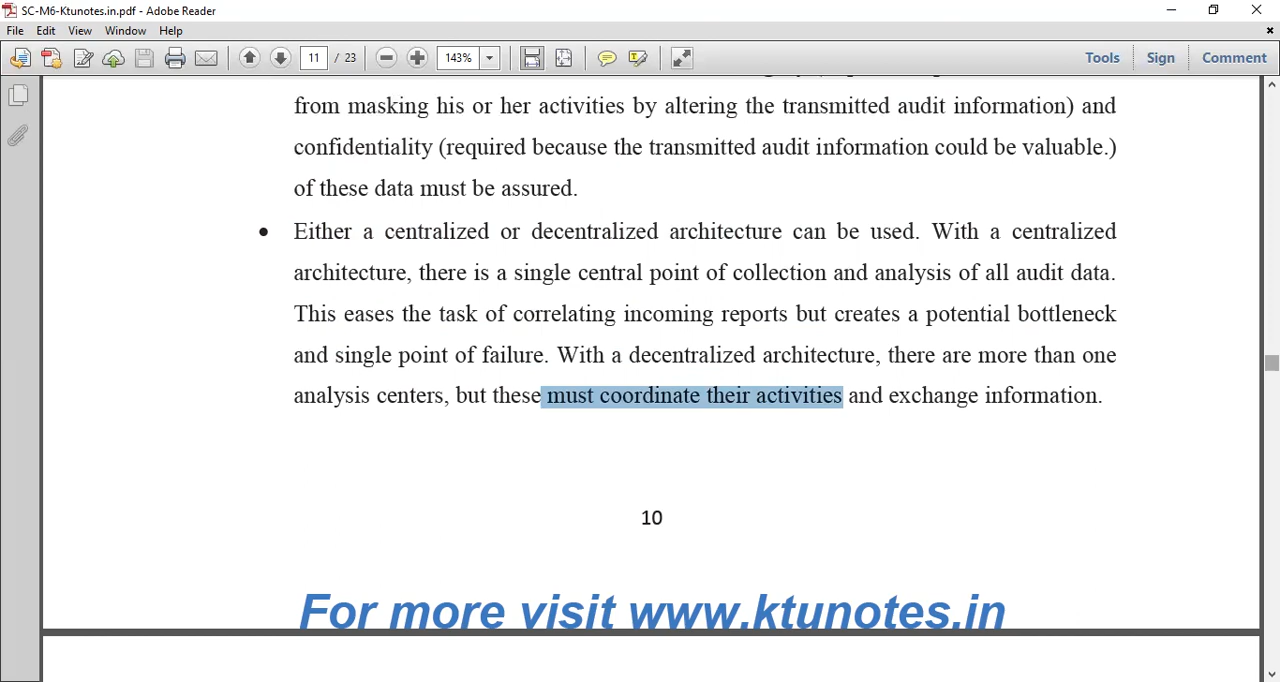 SC-M6-Ktunotes.in.pdf - Adobe Reader
File Edit View Window Help
11 / 23 143% Tools Sign Comment
from masking his or her activities by altering the transmitted audit information) and
confidentiality (required because the transmitted audit information could be valuable.)
of these data must be assured.
• Either a centralized or decentralized architecture can be used. With a centralized
architecture, there is a single central point of collection and analysis of all audit data.
This eases the task of correlating incoming reports but creates a potential bottleneck
and single point of failure. With a decentralized architecture, there are more than one
analysis centers, but these must coordinate their activities and exchange information.
10
For more visit www.ktunotes.in